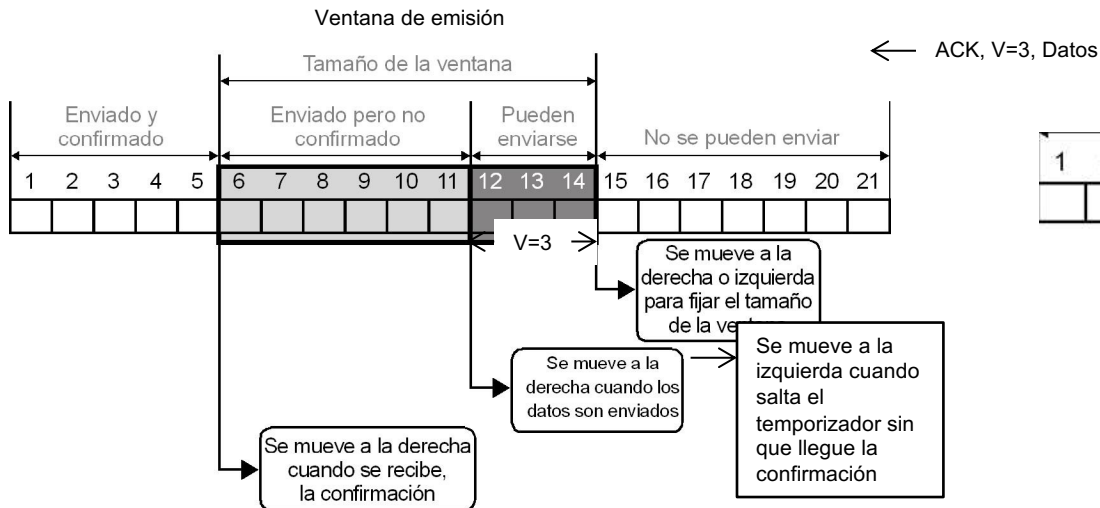 Ventana de emisión
ACK, V=3, Datos
Tamaño de la ventana
Enviado y
confirmado
Enviado pero no
confirmado
Pueden
enviarse
No se pueden enviar
1 2 3 4 5 6 7 8 9 10 11 12 13 14 15 16 17 18 19 20 21
1
V=3
Se mueve a la
derecha o izquierda
para fijar el tamaño
de la
Se mueve a la
derecha cuando los
datos son enviados
Se mueve a la
izquierda cuando
salta el
temporizador sin
que llegue la
confirmación
Se mueve a la derecha
cuando se recibe,
la confirmación